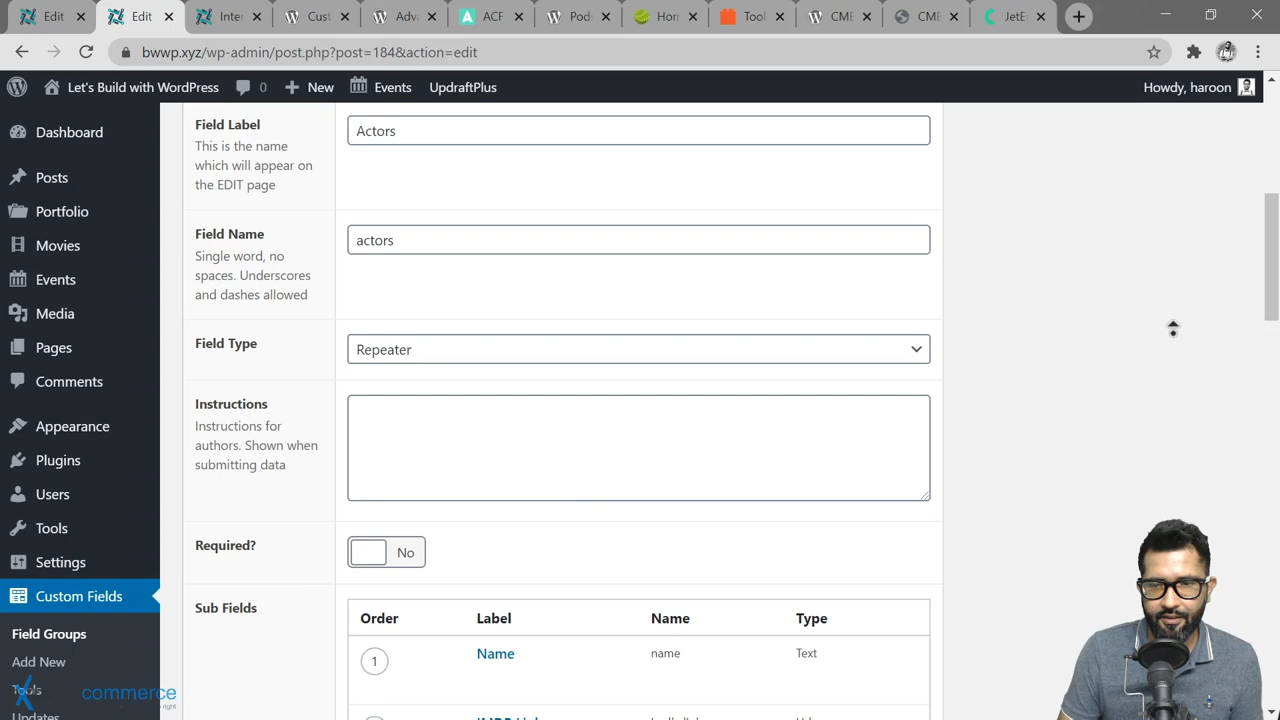 Edit
Edit
Inter
Cust
Adva
ACF
Pods
Hom
Tool
CME
CME
JetE
bwwp.xyz/wp-admin/post.php?post=184&action=edit
Let's Build with WordPress
0
New
Events
UpdraftPlus
Howdy, haroon
Dashboard
Posts
Portfolio
Movies
Events
Media
Pages
Comments
Appearance
Plugins
Users
Tools
Settings
Custom Fields
Field Groups
Add New
Tools
commerce
Field Label
This is the name
which will appear on
the EDIT page
Actors
Field Name
Single word, no
spaces. Underscores
and dashes allowed
actors
Field Type
Repeater
Instructions
Instructions for
authors. Shown when
submitting data
Required?
No
Sub Fields
Order Label Name Type
1 Name name Text